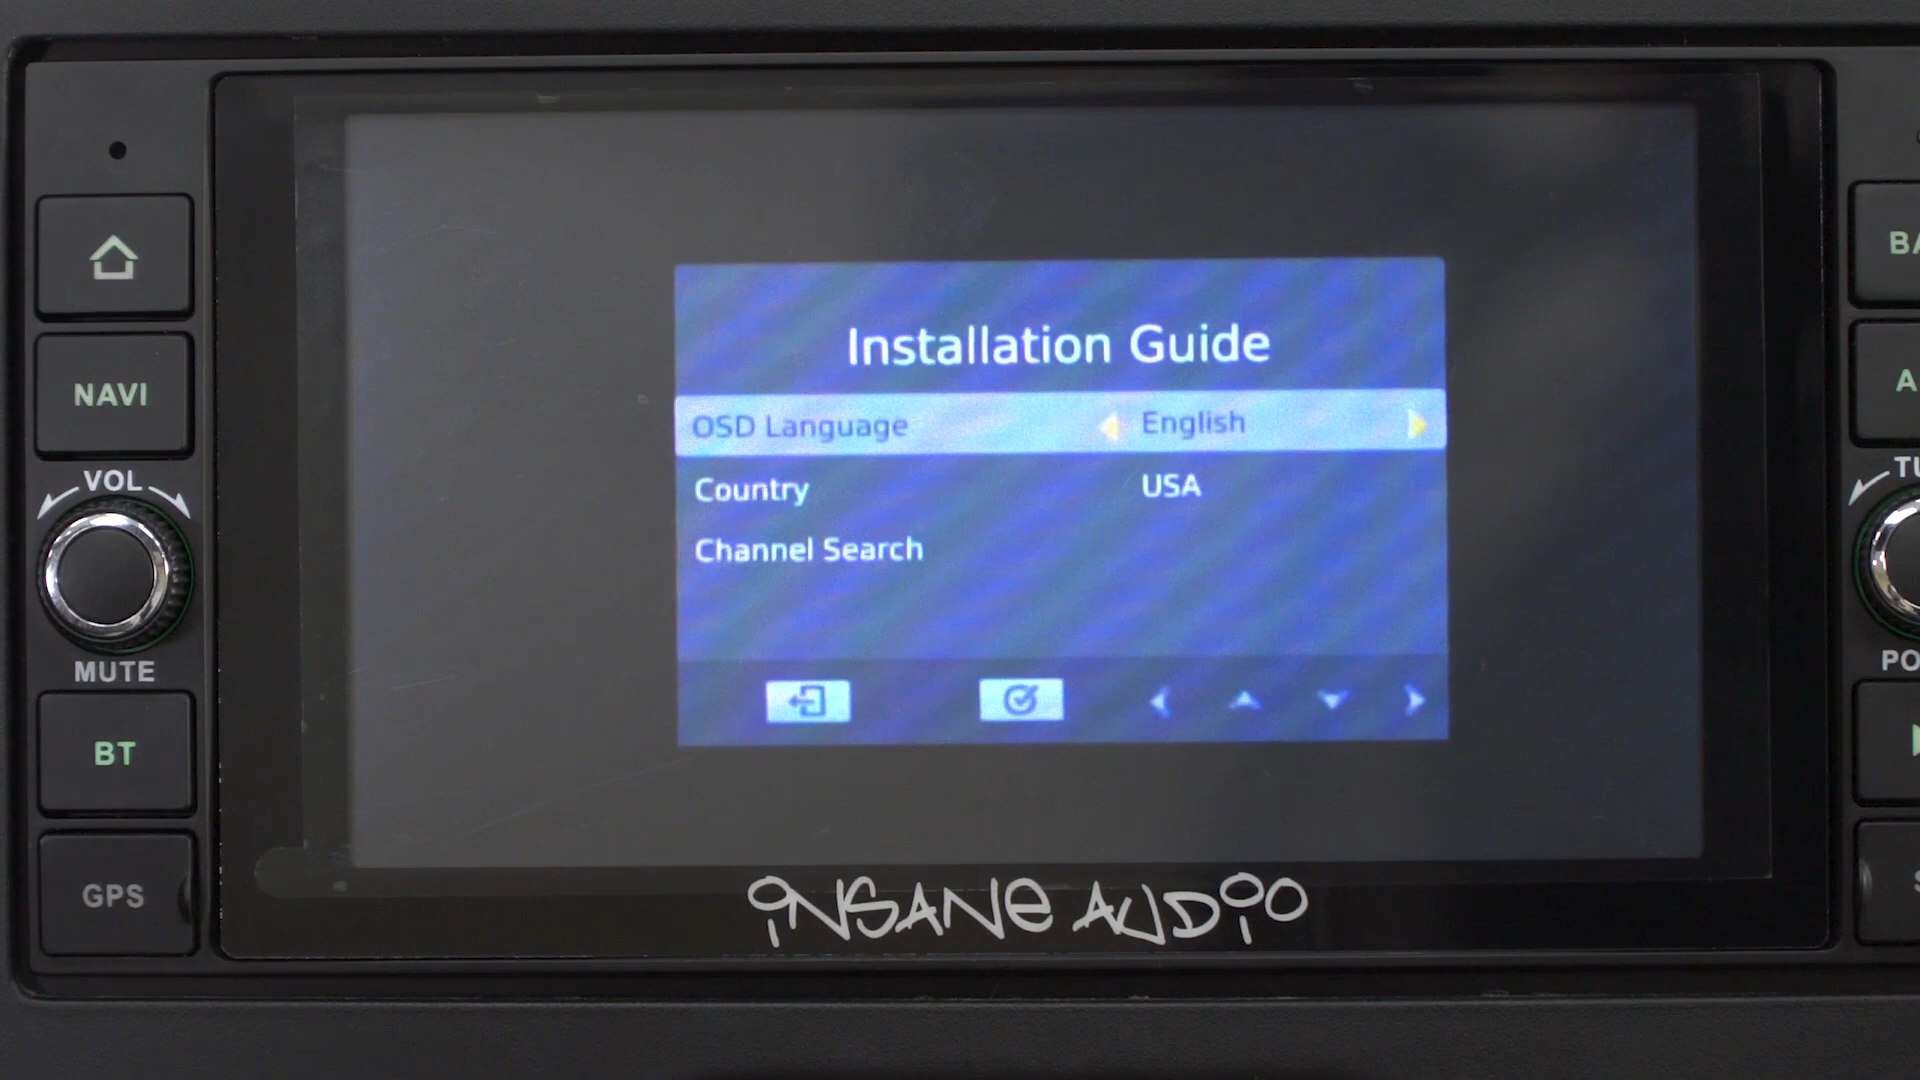 Installation Guide
OSD Language English
Country USA
Channel Search
NAVI
VOL
MUTE
BT
GPS
INSANE AUDIO